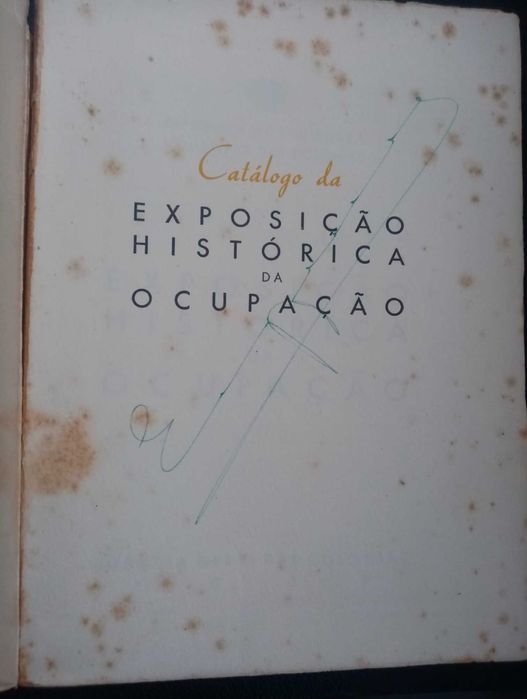 Catálogo da
EXPOSIÇÃO
HISTÓRICA
DA
OCUPAÇÃO